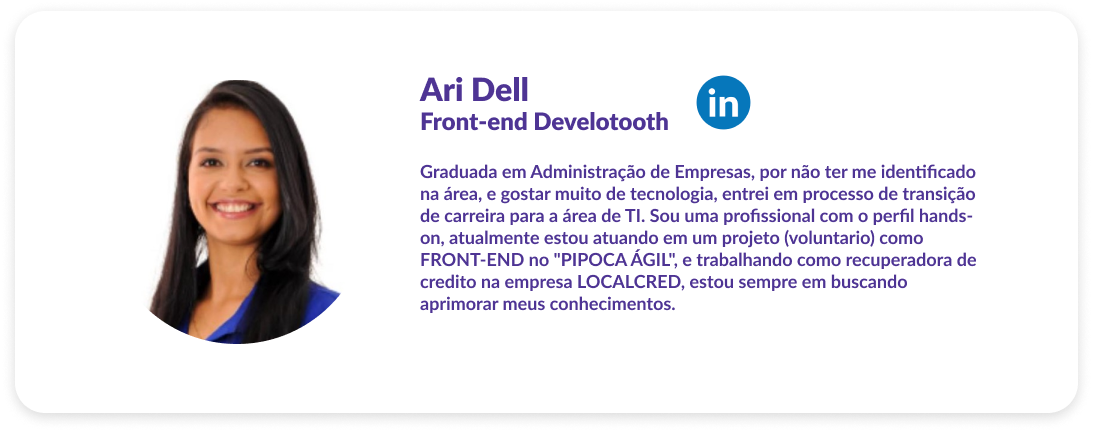 Ari Dell
in
Front-end Develotooth
Graduada em Administração de Empresas, por não ter me identificado
na área, e gostar muito de tecnologia, entrei em processo de transição
de carreira para a área de TI. Sou uma profissional com o perfil hands-
on, atualmente estou atuando em um projeto (voluntario) como
FRONT-END no "PIPOCA ÁGIL", e trabalhando como recuperadora de
credito na empresa LOCALCRED, estou sempre em buscando
aprimorar meus conhecimentos.